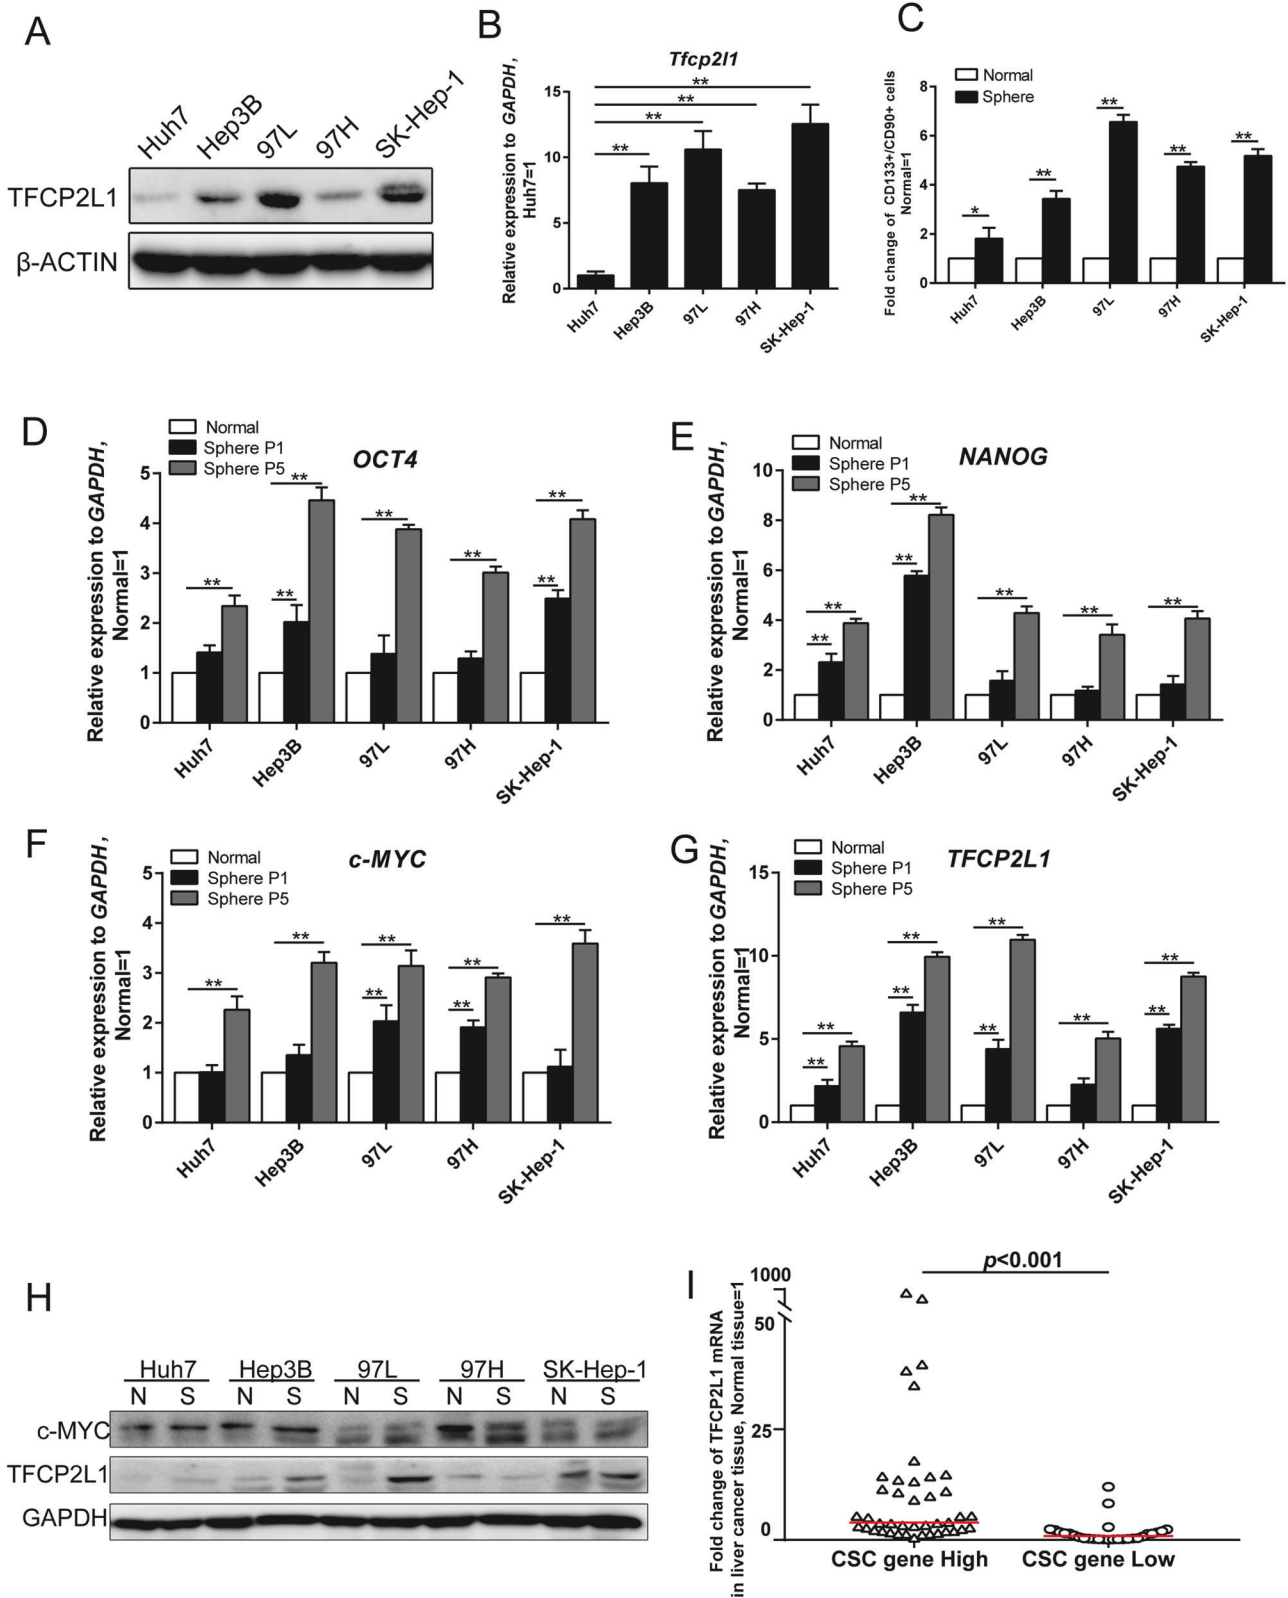 A
Huh7
Hep3B
97L
97H
SK-Hep-1
TFCP2L1
β-ACTIN
B
Tfcp2l1
Relative expression to GAPDH,
Huh7=1
15
10
5
0
**
**
**
**
Huh7
Hep3B
97L
97H
SK-Hep-1
C
Normal
Sphere
Fold change of CD133+/CD90+ cells
Normal=1
8
6
4
2
0
*
**
**
**
**
Huh7
Hep3B
97L
97H
SK-Hep-1
D
Normal
Sphere P1
Sphere P5
OCT4
Relative expression to GAPDH,
Normal=1
5
4
3
2
1
0
**
**
**
**
**
**
**
Huh7
Hep3B
97L
97H
SK-Hep-1
E
Normal
Sphere P1
Sphere P5
NANOG
Relative expression to GAPDH,
Normal=1
10
8
6
4
2
0
**
**
**
**
**
**
**
Huh7
Hep3B
97L
97H
SK-Hep-1
F
Normal
Sphere P1
Sphere P5
c-MYC
Relative expression to GAPDH,
Normal=1
5
4
3
2
1
0
**
**
**
**
**
**
**
Huh7
Hep3B
97L
97H
SK-Hep-1
G
Normal
Sphere P1
Sphere P5
TFCP2L1
Relative expression to GAPDH,
Normal=1
15
10
5
0
**
**
**
**
**
**
**
**
**
Huh7
Hep3B
97L
97H
SK-Hep-1
H
Huh7 Hep3B 97L 97H SK-Hep-1
N S N S N S N S N S
c-MYC
TFCP2L1
GAPDH
I
p<0.001
Fold change of TFCP2L1 mRNA
in liver cancer tissue, Normal tissue=1
1000
50
25
0
CSC gene High CSC gene Low